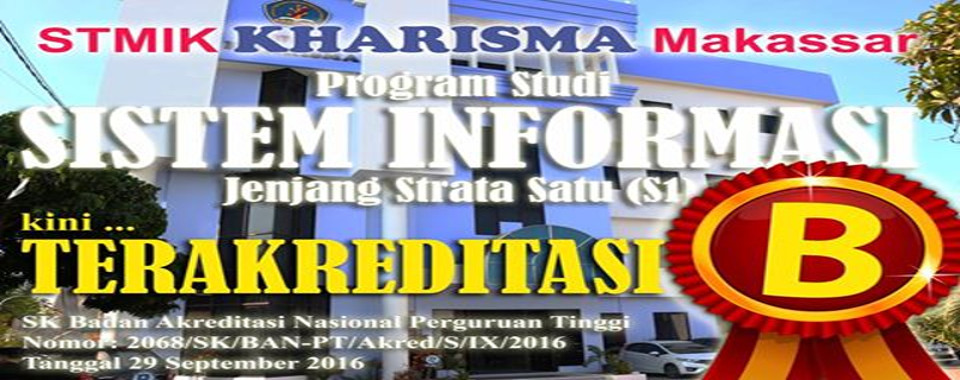 STMIK KHARISMA Makassar
Program Studi
SISTEM INFORMASI
Jenjang Strata Satu (S1)
kini ...
TERAKREDITASI
B
SK Badan Akreditasi Nasional Perguruan Tinggi
Nomor : 2068/SK/BAN-PT/Akred/S/IX/2016
Tanggal 29 September 2016